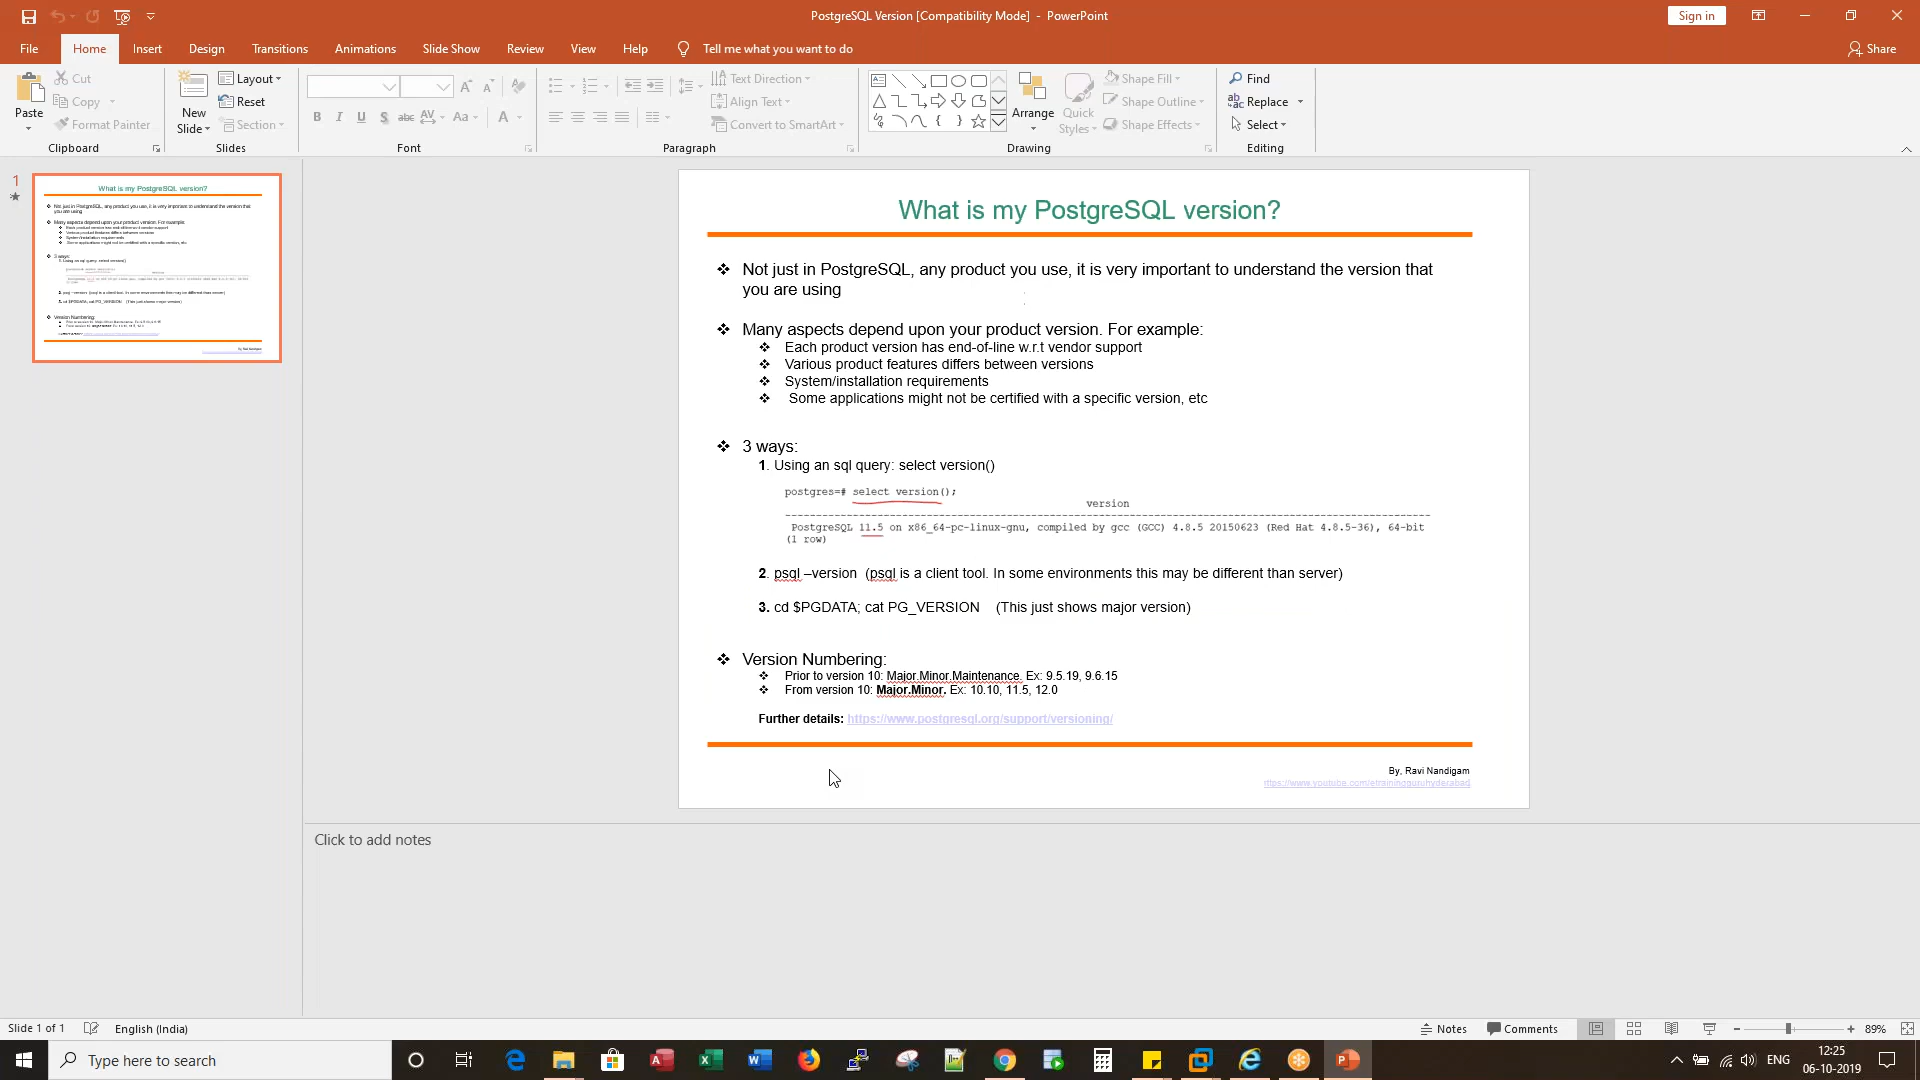 PostgreSQL Version [Compatibility Mode] - PowerPoint
Sign in
File Home Insert Design Transitions Animations Slide Show Review View Help Tell me what you want to do
Share
Paste
Cut
Copy
Format Painter
Clipboard
New
Slide
Layout
Reset
Section
Slides
B I U S abc AV Aa A
Font
Text Direction
Align Text
Convert to SmartArt
Paragraph
Arrange
Quick
Styles
Shape Fill
Shape Outline
Shape Effects
Drawing
Find
Replace
Select
Editing
1
What is my PostgreSQL version?
Not just in PostgreSQL, any product you use, it is very important to understand the version that
you are using
Many aspects depend upon your product version. For example:
Each product version has end-of-line w.r.t vendor support
Various product features differs between versions
System/installation requirements
Some applications might not be certified with a specific version, etc
3 ways:
1. Using an sql query: select version()
postgres=# select version();
version
PostgreSQL 11.5 on x86_64-pc-linux-gnu, compiled by gcc (GCC) 4.8.5 20150623 (Red Hat 4.8.5-36), 64-bit
(1 row)
2. psql –version (psql is a client tool. In some environments this may be different than server)
3. cd $PGDATA; cat PG_VERSION (This just shows major version)
Version Numbering:
Prior to version 10: Major.Minor.Maintenance. Ex: 9.5.19, 9.6.15
From version 10: Major.Minor. Ex: 10.10, 11.5, 12.0
Further details: https://www.postgresql.org/support/versioning/
By, Ravi Nandigam
https://www.youtube.com/etraininguruhyderabad
Click to add notes
Slide 1 of 1 English (India)
Notes Comments 89%
Type here to search
ENG
12:25
06-10-2019